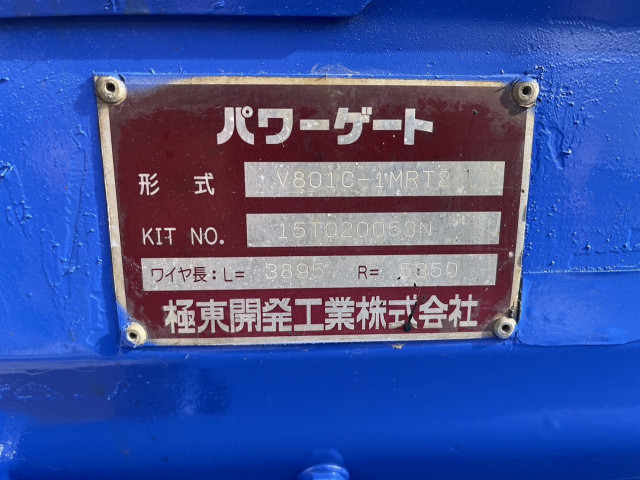 パワーゲート
形式 V801C-1MRT2
KIT NO. 15T020053N
ワイヤ長:L= 3895 R= 5350
極東開発工業株式会社